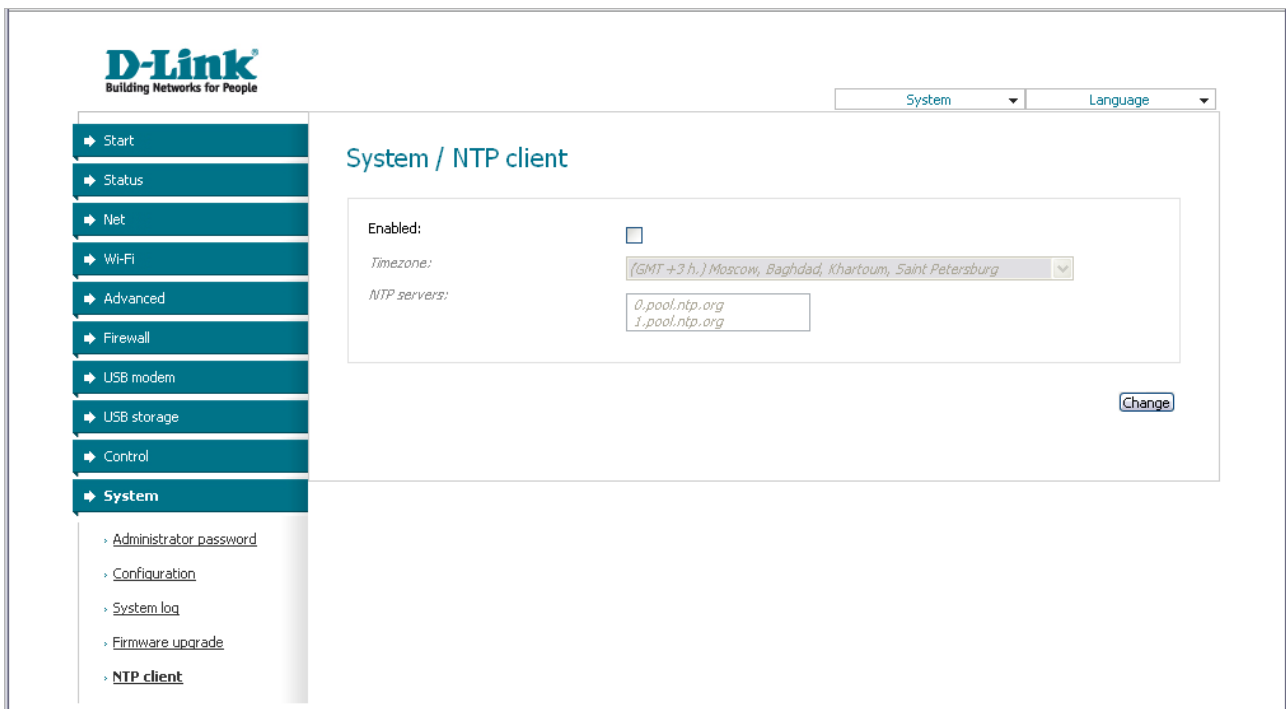 D-Link
Building Networks for People
System
Language
Start
Status
Net
Wi-Fi
Advanced
Firewall
USB modem
USB storage
Control
System
Administrator password
Configuration
System log
Firmware upgrade
NTP client
System / NTP client
Enabled:
Timezone:
(GMT +3 h.) Moscow, Baghdad, Khartoum, Saint Petersburg
NTP servers:
0.pool.ntp.org
1.pool.ntp.org
Change